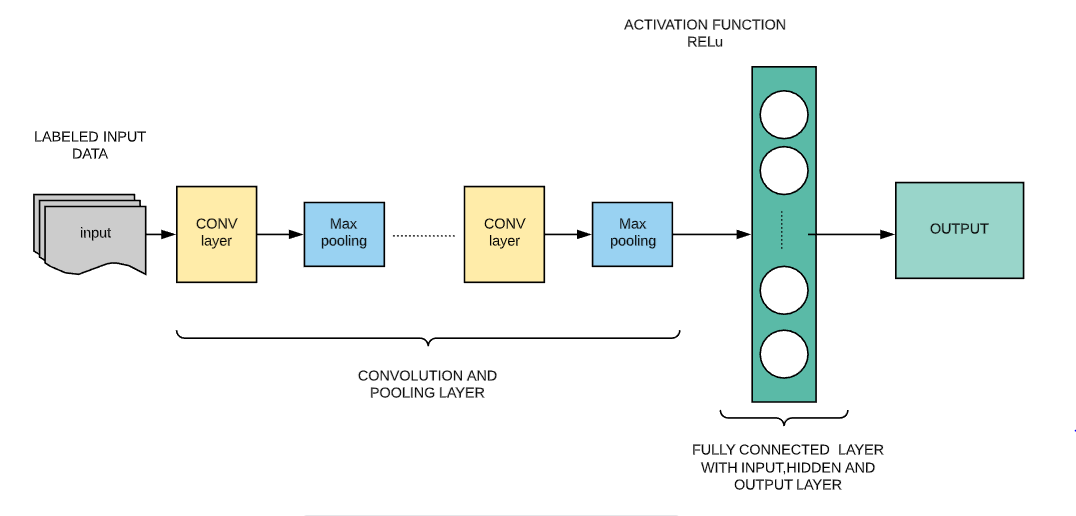 ACTIVATION FUNCTION
RELu
LABELED INPUT
DATA
input
CONV
layer
Max
pooling
CONV
layer
Max
pooling
OUTPUT
CONVOLUTION AND
POOLING LAYER
FULLY CONNECTED LAYER
WITH INPUT,HIDDEN AND
OUTPUT LAYER